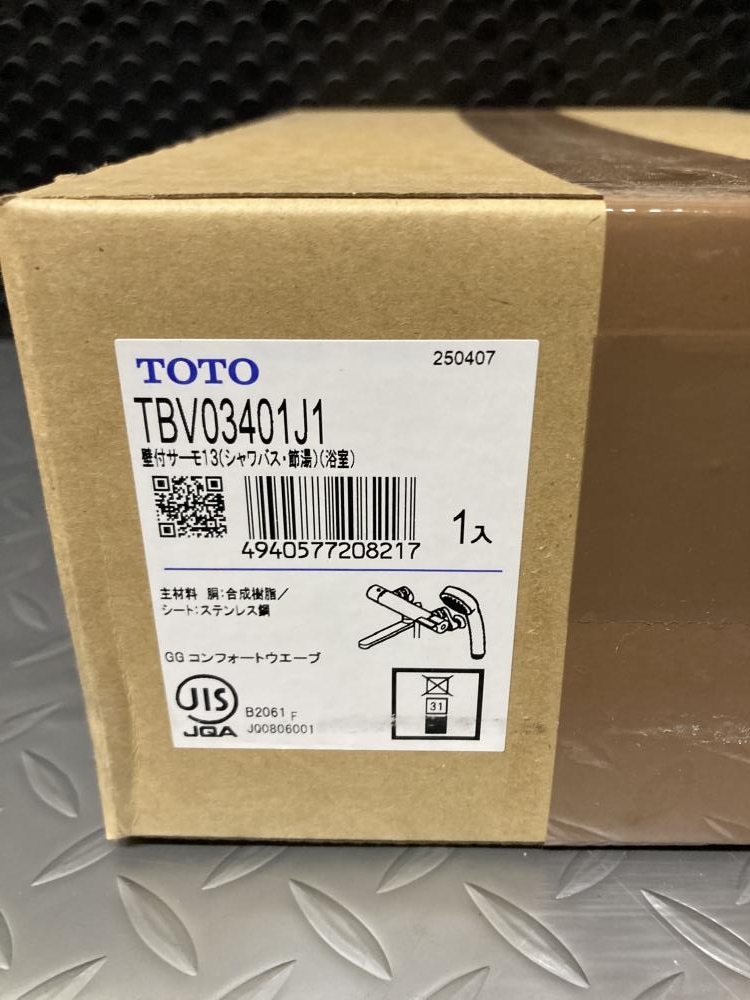 TOTO
250407
TBV03401J1
壁付サーモ13(シャワバス・節湯)(浴室)
4940577208217
1入
主材料 胴:合成樹脂/
シート:ステンレス鋼
GG コンフォートウエーブ
JIS
JQA
B2061 F
JQ0806001
31